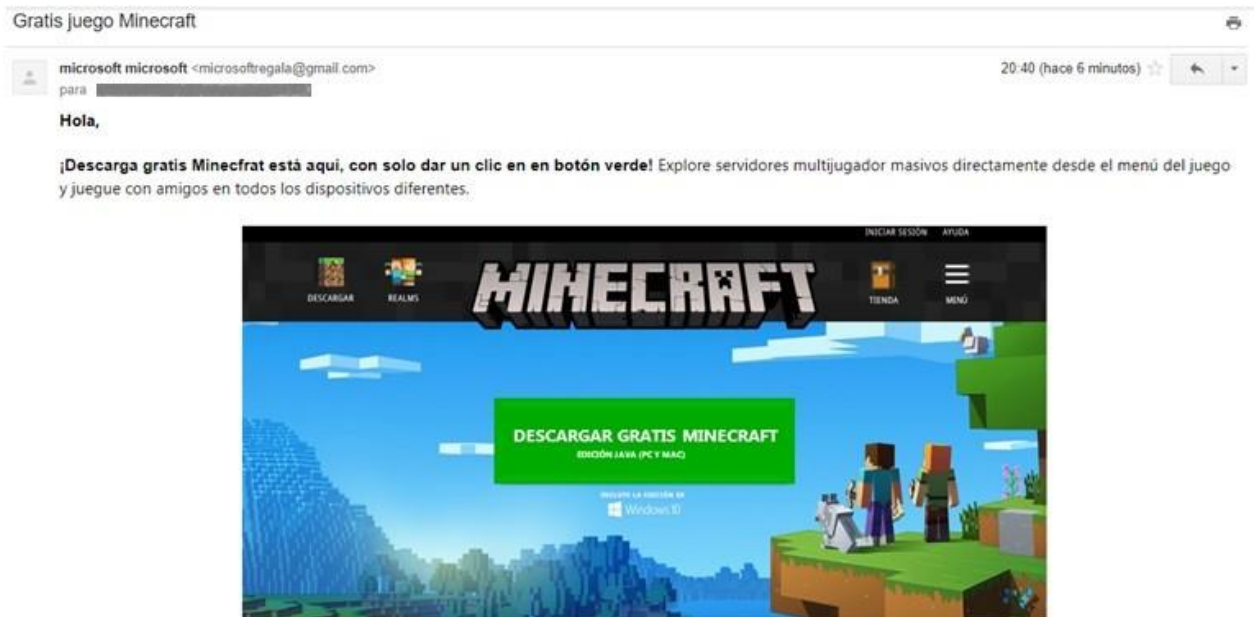 Gratis juego Minecraft
microsoft microsoft <microsoftregala@gmail.com>
20:40 (hace 6 minutos)
para
Hola,
¡Descarga gratis Minecfrat está aqui, con solo dar un clic en en botón verde! Explore servidores multijugador masivos directamente desde el menú del juego
y juegue con amigos en todos los dispositivos diferentes.
INICIAR SESIÓN AYUDA
MINECRAFT
DESCARGAR REALMS TIENDA MENÚ
DESCARGAR GRATIS MINECRAFT
EDICIÓN JAVA (PC Y MAC)
INCLUYE LA EDICIÓN DE
Windows 10